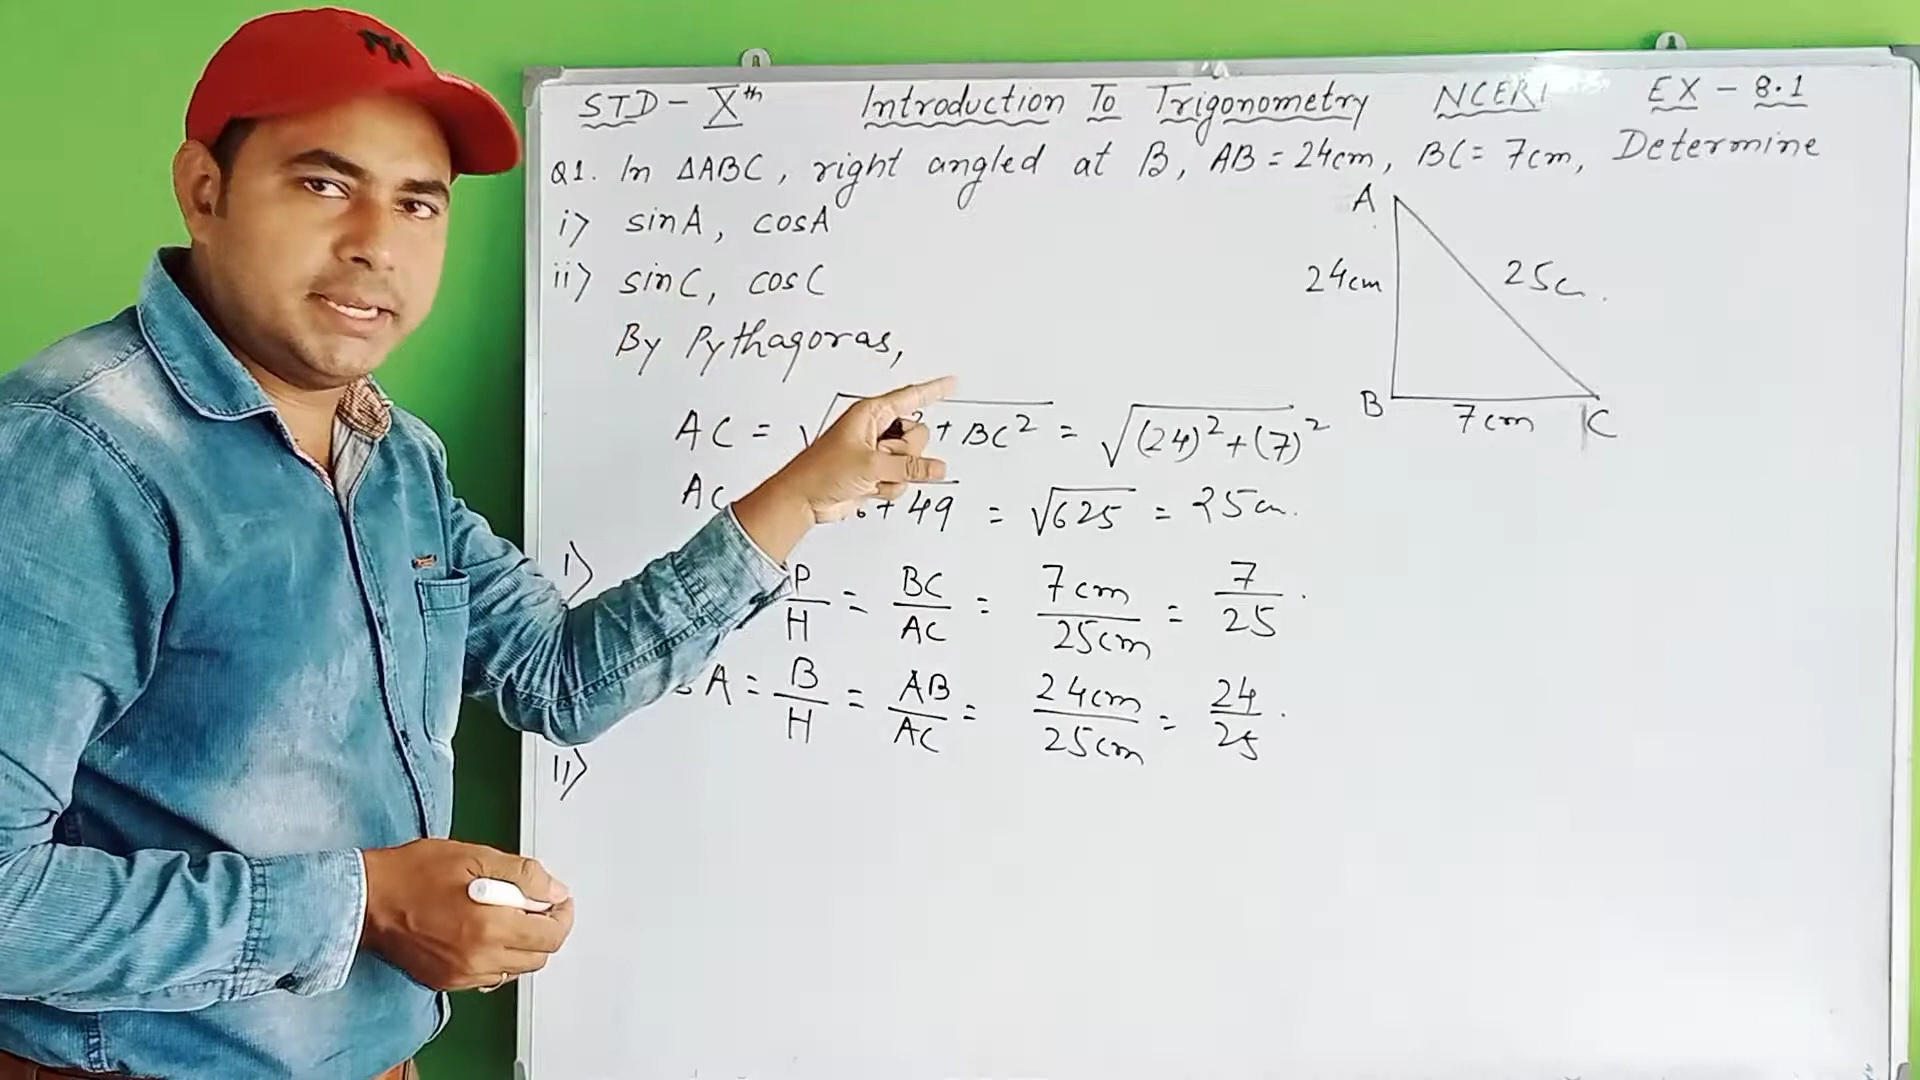 STD - Xth Introduction To Trigonometry NCERT EX - 8.1
Q1. In ΔABC, right angled at B, AB = 24cm, BC = 7cm, Determine
i) sinA, cosA
ii) sinC, cosC
A
24cm
25c.
B
7cm
C
By Pythagoras,
AC = √ ² + BC² = √(24)² + (7)²
AC + 49 = √625 = 25cm.
i) P/H = BC/AC = 7cm/25cm = 7/25.
A = B/H = AB/AC = 24cm/25cm = 24/25.
ii)